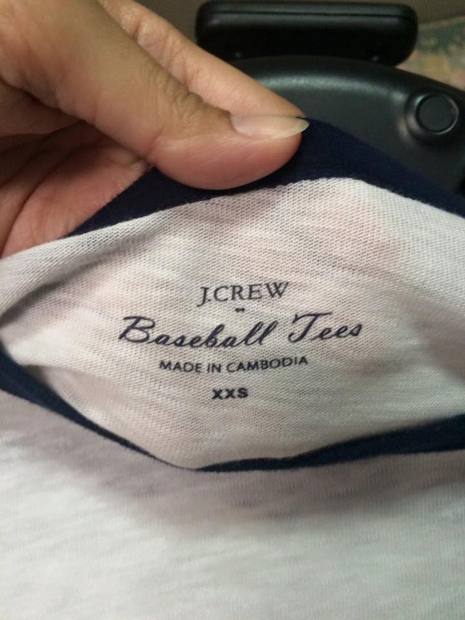 J.CREW
Baseball Tees
MADE IN CAMBODIA
XXS